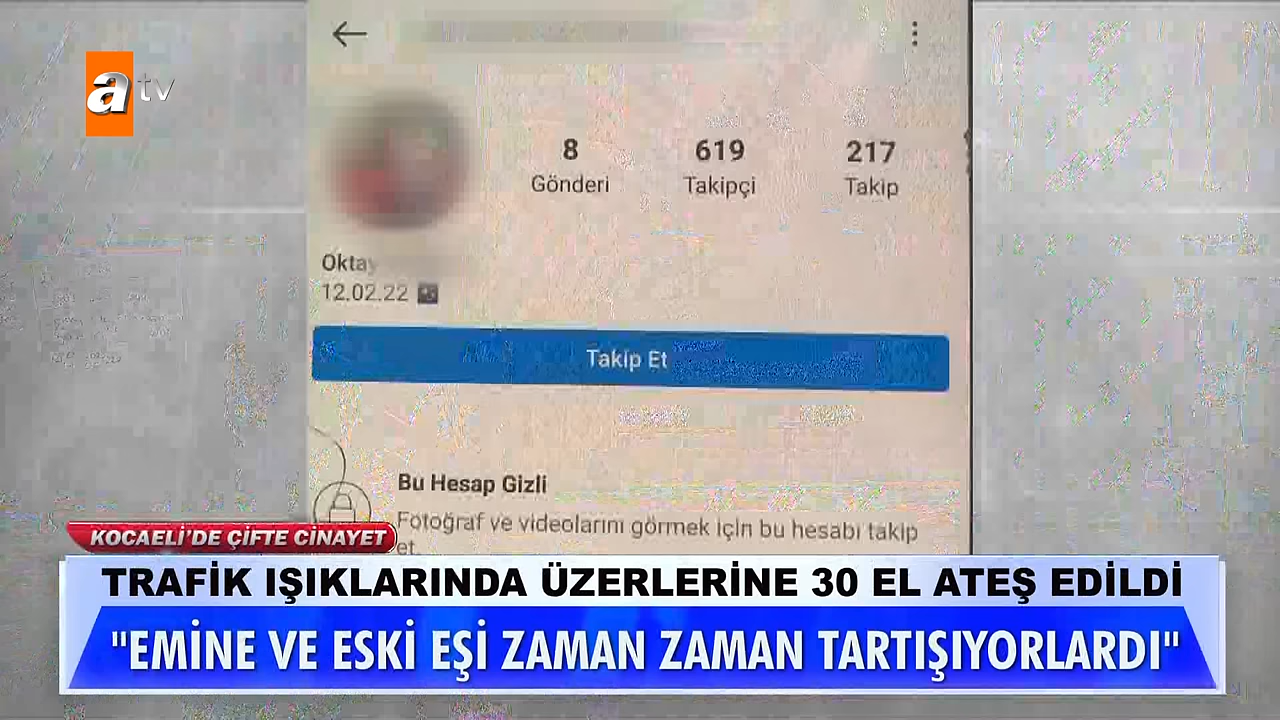 atv
8
619
217
Gönderi
Takipçi
Takip
Oktay
12.02.22
Takip Et
Bu Hesap Gizli
Fotoğraf ve videolarını görmek için bu hesabı takip
et.
KOCAELİ'DE ÇİFTE CİNAYET
TRAFİK IŞIKLARINDA ÜZERLERİNE 30 EL ATEŞ EDİLDİ
"EMİNE VE ESKİ EŞİ ZAMAN ZAMAN TARTIŞIYORLARDI"